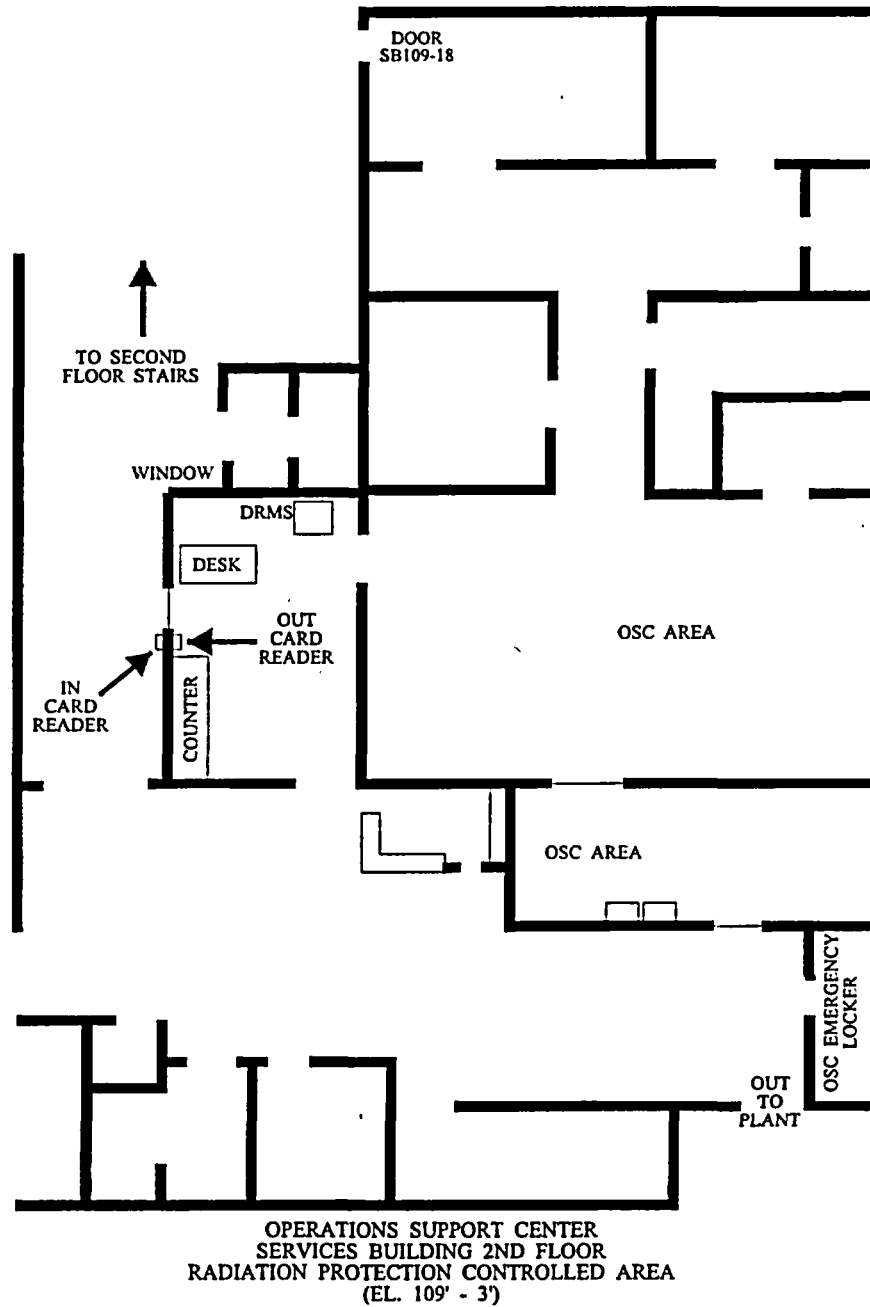 DOOR
SB109-18
TO SECOND
FLOOR STAIRS
WINDOW
DRMS
DESK
OUT
CARD
READER
IN
CARD
READER
COUNTER
OSC AREA
OSC AREA
OSC EMERGENCY
LOCKER
OUT
TO
PLANT
OPERATIONS SUPPORT CENTER
SERVICES BUILDING 2ND FLOOR
RADIATION PROTECTION CONTROLLED AREA
(EL. 109' - 3')